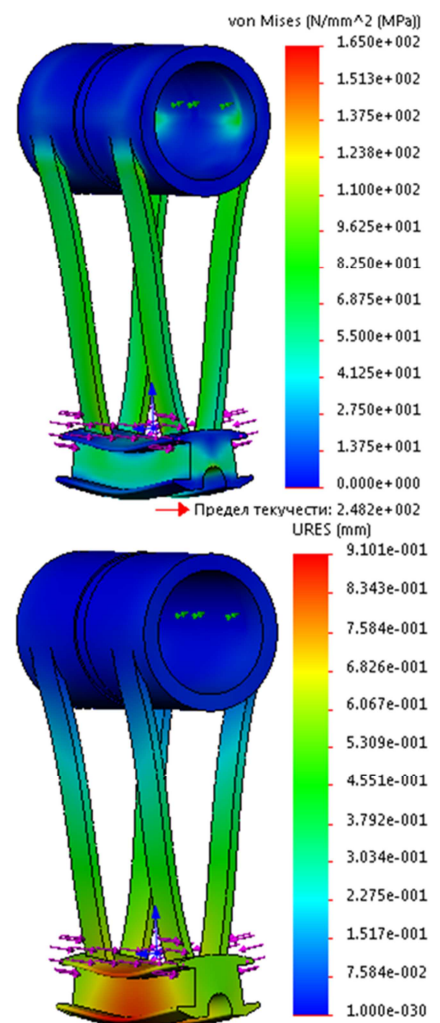 von Mises (N/mm^2 (MPa))
1.650e+002
1.513e+002
1.375e+002
1.238e+002
1.100e+002
9.625e+001
8.250e+001
6.875e+001
5.500e+001
4.125e+001
2.750e+001
1.375e+001
0.000e+000
Предел текучести: 2.482e+002
URES (mm)
9.101e-001
8.343e-001
7.584e-001
6.826e-001
6.067e-001
5.309e-001
4.551e-001
3.792e-001
3.034e-001
2.275e-001
1.517e-001
7.584e-002
1.000e-030